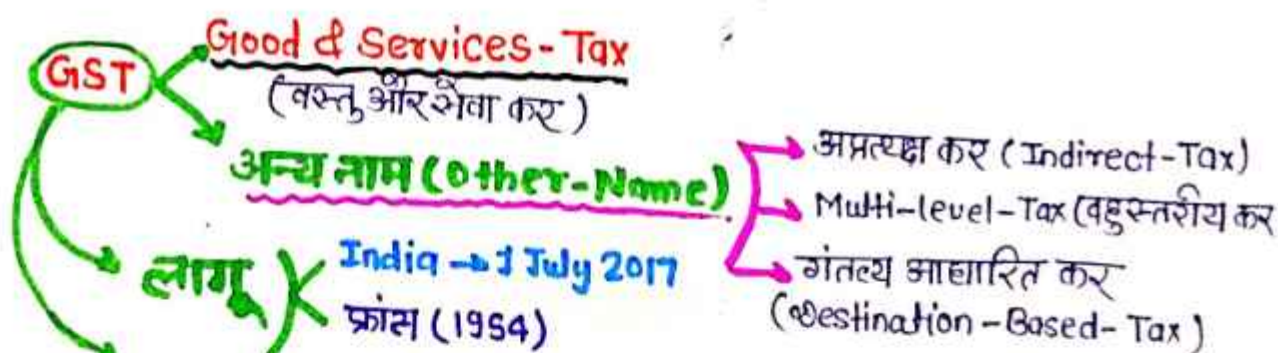 GST
Good & Services-Tax
(वस्तु और सेवा कर)
अन्य नाम (Other-Name)
अप्रत्यक्ष कर (Indirect-Tax)
Multi-level-Tax (बहुस्तरीय कर
गंतव्य आधारित कर
(Destination-Based-Tax)
लागू
India → 1 July 2017
फ्रांस (1954)